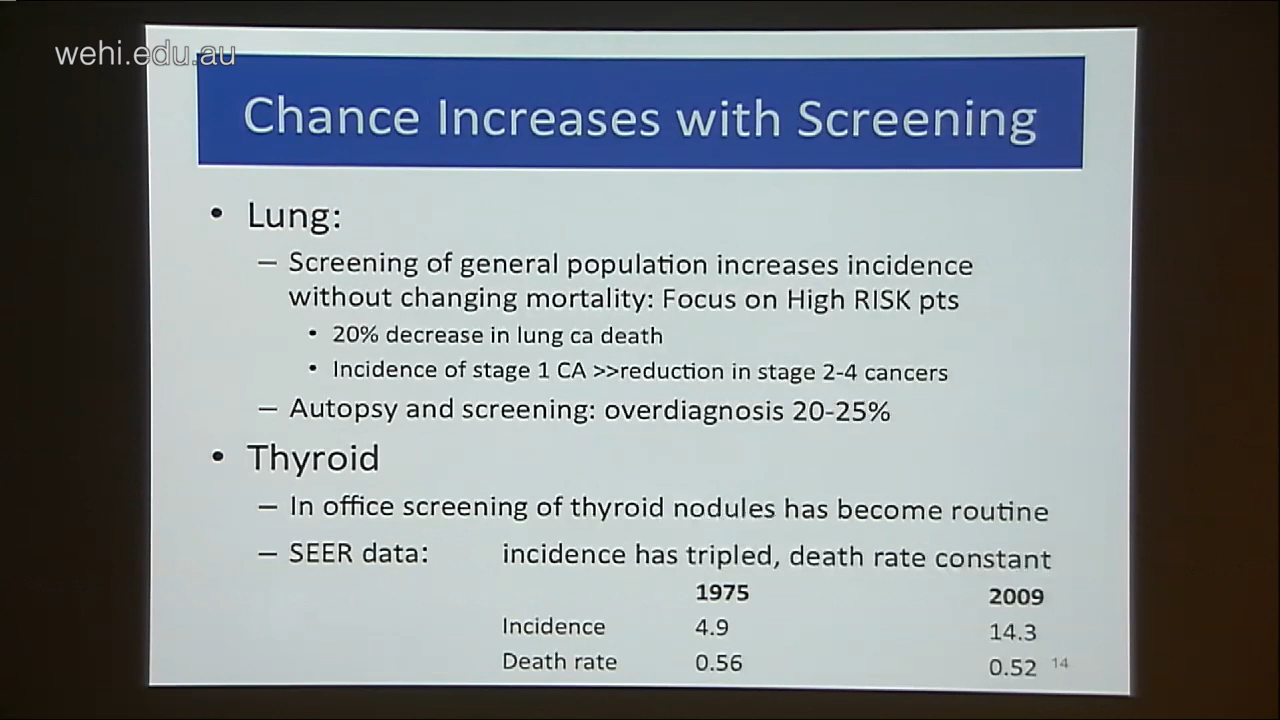 wehi.edu.au
Chance Increases with Screening
• Lung:
– Screening of general population increases incidence
without changing mortality: Focus on High RISK pts
• 20% decrease in lung ca death
• Incidence of stage 1 CA >>reduction in stage 2-4 cancers
– Autopsy and screening: overdiagnosis 20-25%
• Thyroid
– In office screening of thyroid nodules has become routine
– SEER data: incidence has tripled, death rate constant
1975 2009
Incidence 4.9 14.3
Death rate 0.56 0.52
14